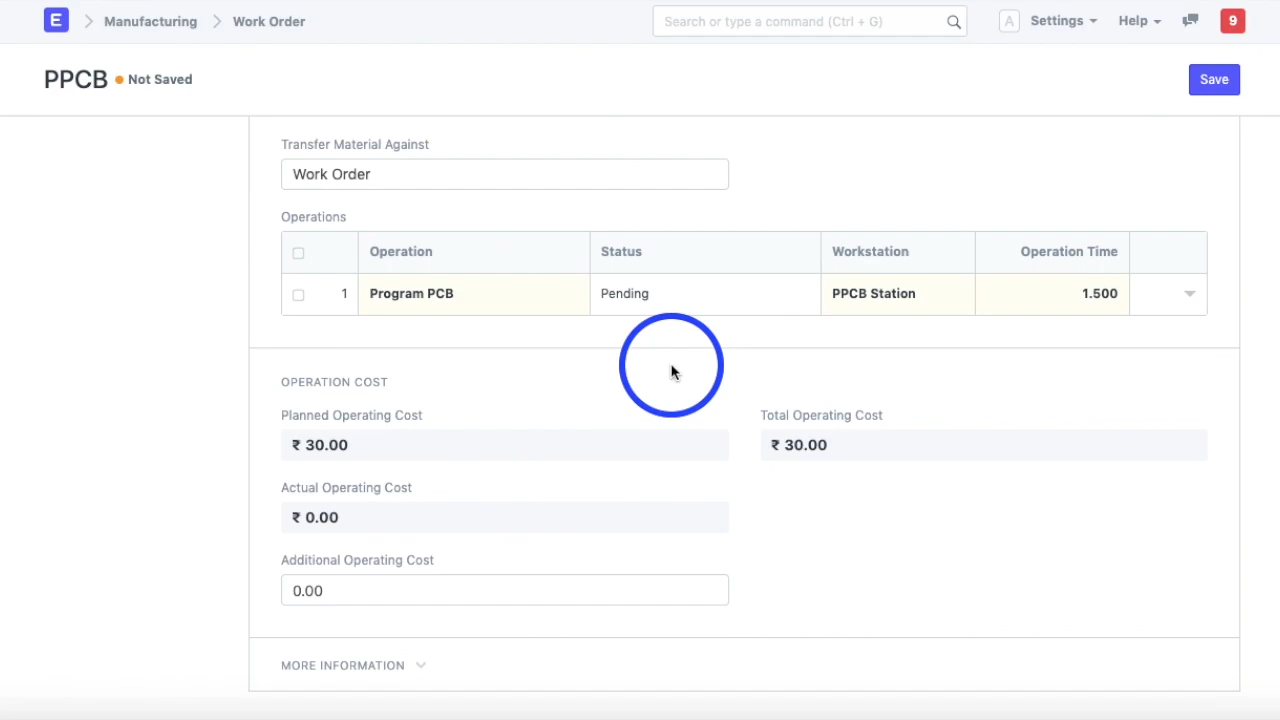 E Manufacturing Work Order Search or type a command (Ctrl + G) A Settings Help 9
PPCB Not Saved Save
Transfer Material Against
Work Order
Operations
Operation Status Workstation Operation Time
1 Program PCB Pending PPCB Station 1.500
OPERATION COST
Planned Operating Cost Total Operating Cost
₹ 30.00 ₹ 30.00
Actual Operating Cost
₹ 0.00
Additional Operating Cost
0.00
MORE INFORMATION